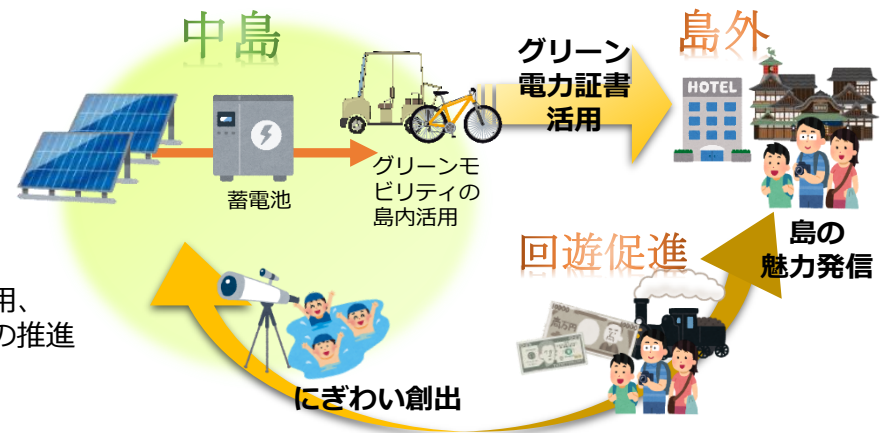 中島
島外
グリーン
電力証書
活用
HOTEL
蓄電池
グリーンモ
ビリティの
島内活用
回遊促進
島の
魅力発信
用、
の推進
にぎわい創出